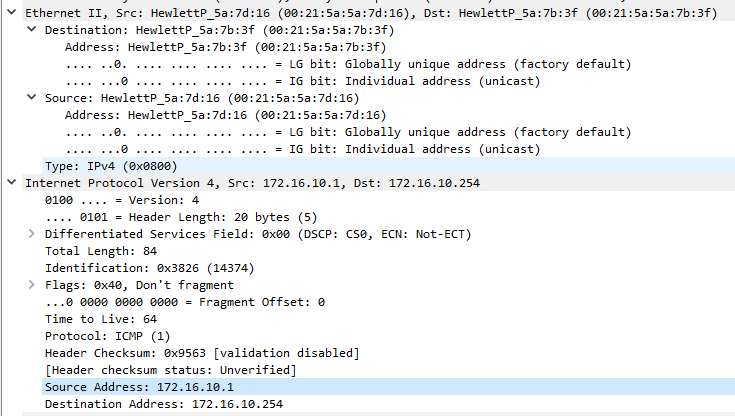 Ethernet II, Src: HewlettP_5a:7d:16 (00:21:5a:5a:7d:16), Dst: HewlettP_5a:7b:3f (00:21:5a:5a:7b:3f)
Destination: HewlettP_5a:7b:3f (00:21:5a:5a:7b:3f)
Address: HewlettP_5a:7b:3f (00:21:5a:5a:7b:3f)
.... ..0. .... .... .... .... = LG bit: Globally unique address (factory default)
.... ...0 .... .... .... .... = IG bit: Individual address (unicast)
Source: HewlettP_5a:7d:16 (00:21:5a:5a:7d:16)
Address: HewlettP_5a:7d:16 (00:21:5a:5a:7d:16)
.... ..0. .... .... .... .... = LG bit: Globally unique address (factory default)
.... ...0 .... .... .... .... = IG bit: Individual address (unicast)
Type: IPv4 (0x0800)
Internet Protocol Version 4, Src: 172.16.10.1, Dst: 172.16.10.254
0100 .... = Version: 4
.... 0101 = Header Length: 20 bytes (5)
Differentiated Services Field: 0x00 (DSCP: CS0, ECN: Not-ECT)
Total Length: 84
Identification: 0x3826 (14374)
Flags: 0x40, Don't fragment
...0 0000 0000 0000 = Fragment Offset: 0
Time to Live: 64
Protocol: ICMP (1)
Header Checksum: 0x9563 [validation disabled]
[Header checksum status: Unverified]
Source Address: 172.16.10.1
Destination Address: 172.16.10.254